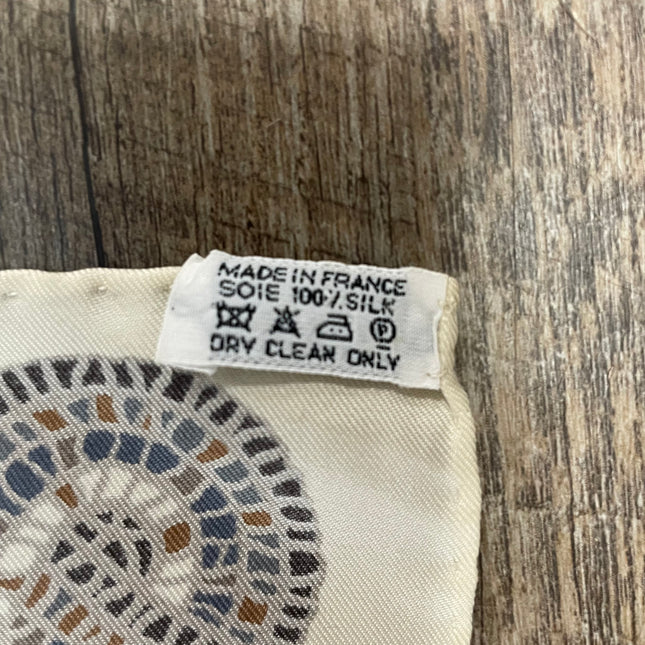 MADE IN FRANCE
SOIE 100% SILK
P
DRY CLEAN ONLY